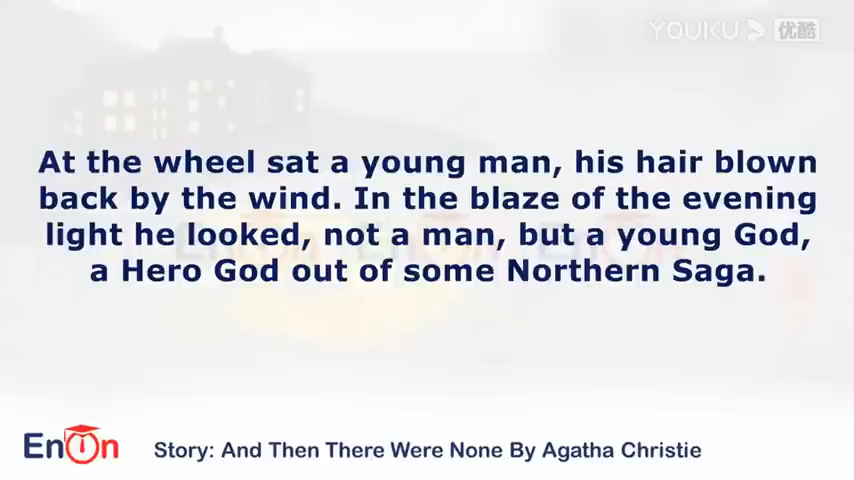 YOUKU 优酷
At the wheel sat a young man, his hair blown
back by the wind. In the blaze of the evening
light he looked, not a man, but a young God,
a Hero God out of some Northern Saga.
EnOn
Story: And Then There Were None By Agatha Christie